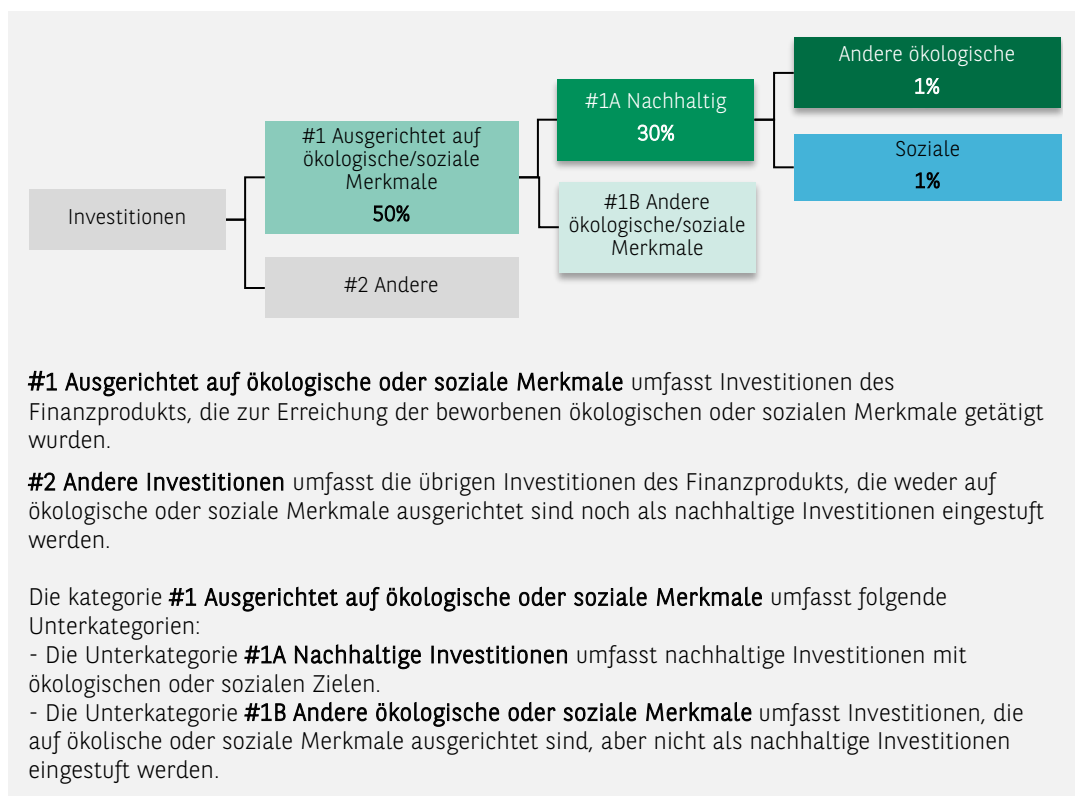 Andere ökologische
1%
#1A Nachhaltig
30%
#1 Ausgerichtet auf
ökologische/soziale
Merkmale
50%
Soziale
1%
Investitionen
#1B Andere
ökologische/soziale
Merkmale
#2 Andere
#1 Ausgerichtet auf ökologische oder soziale Merkmale umfasst Investitionen des
Finanzprodukts, die zur Erreichung der beworbenen ökologischen oder sozialen Merkmale getätigt
wurden.
#2 Andere Investitionen umfasst die übrigen Investitionen des Finanzprodukts, die weder auf
ökologische oder soziale Merkmale ausgerichtet sind noch als nachhaltige Investitionen eingestuft
werden.
Die kategorie #1 Ausgerichtet auf ökologische oder soziale Merkmale umfasst folgende
Unterkategorien:
- Die Unterkategorie #1A Nachhaltige Investitionen umfasst nachhaltige Investitionen mit
ökologischen oder sozialen Zielen.
- Die Unterkategorie #1B Andere ökologische oder soziale Merkmale umfasst Investitionen, die
auf ökolische oder soziale Merkmale ausgerichtet sind, aber nicht als nachhaltige Investitionen
eingestuft werden.